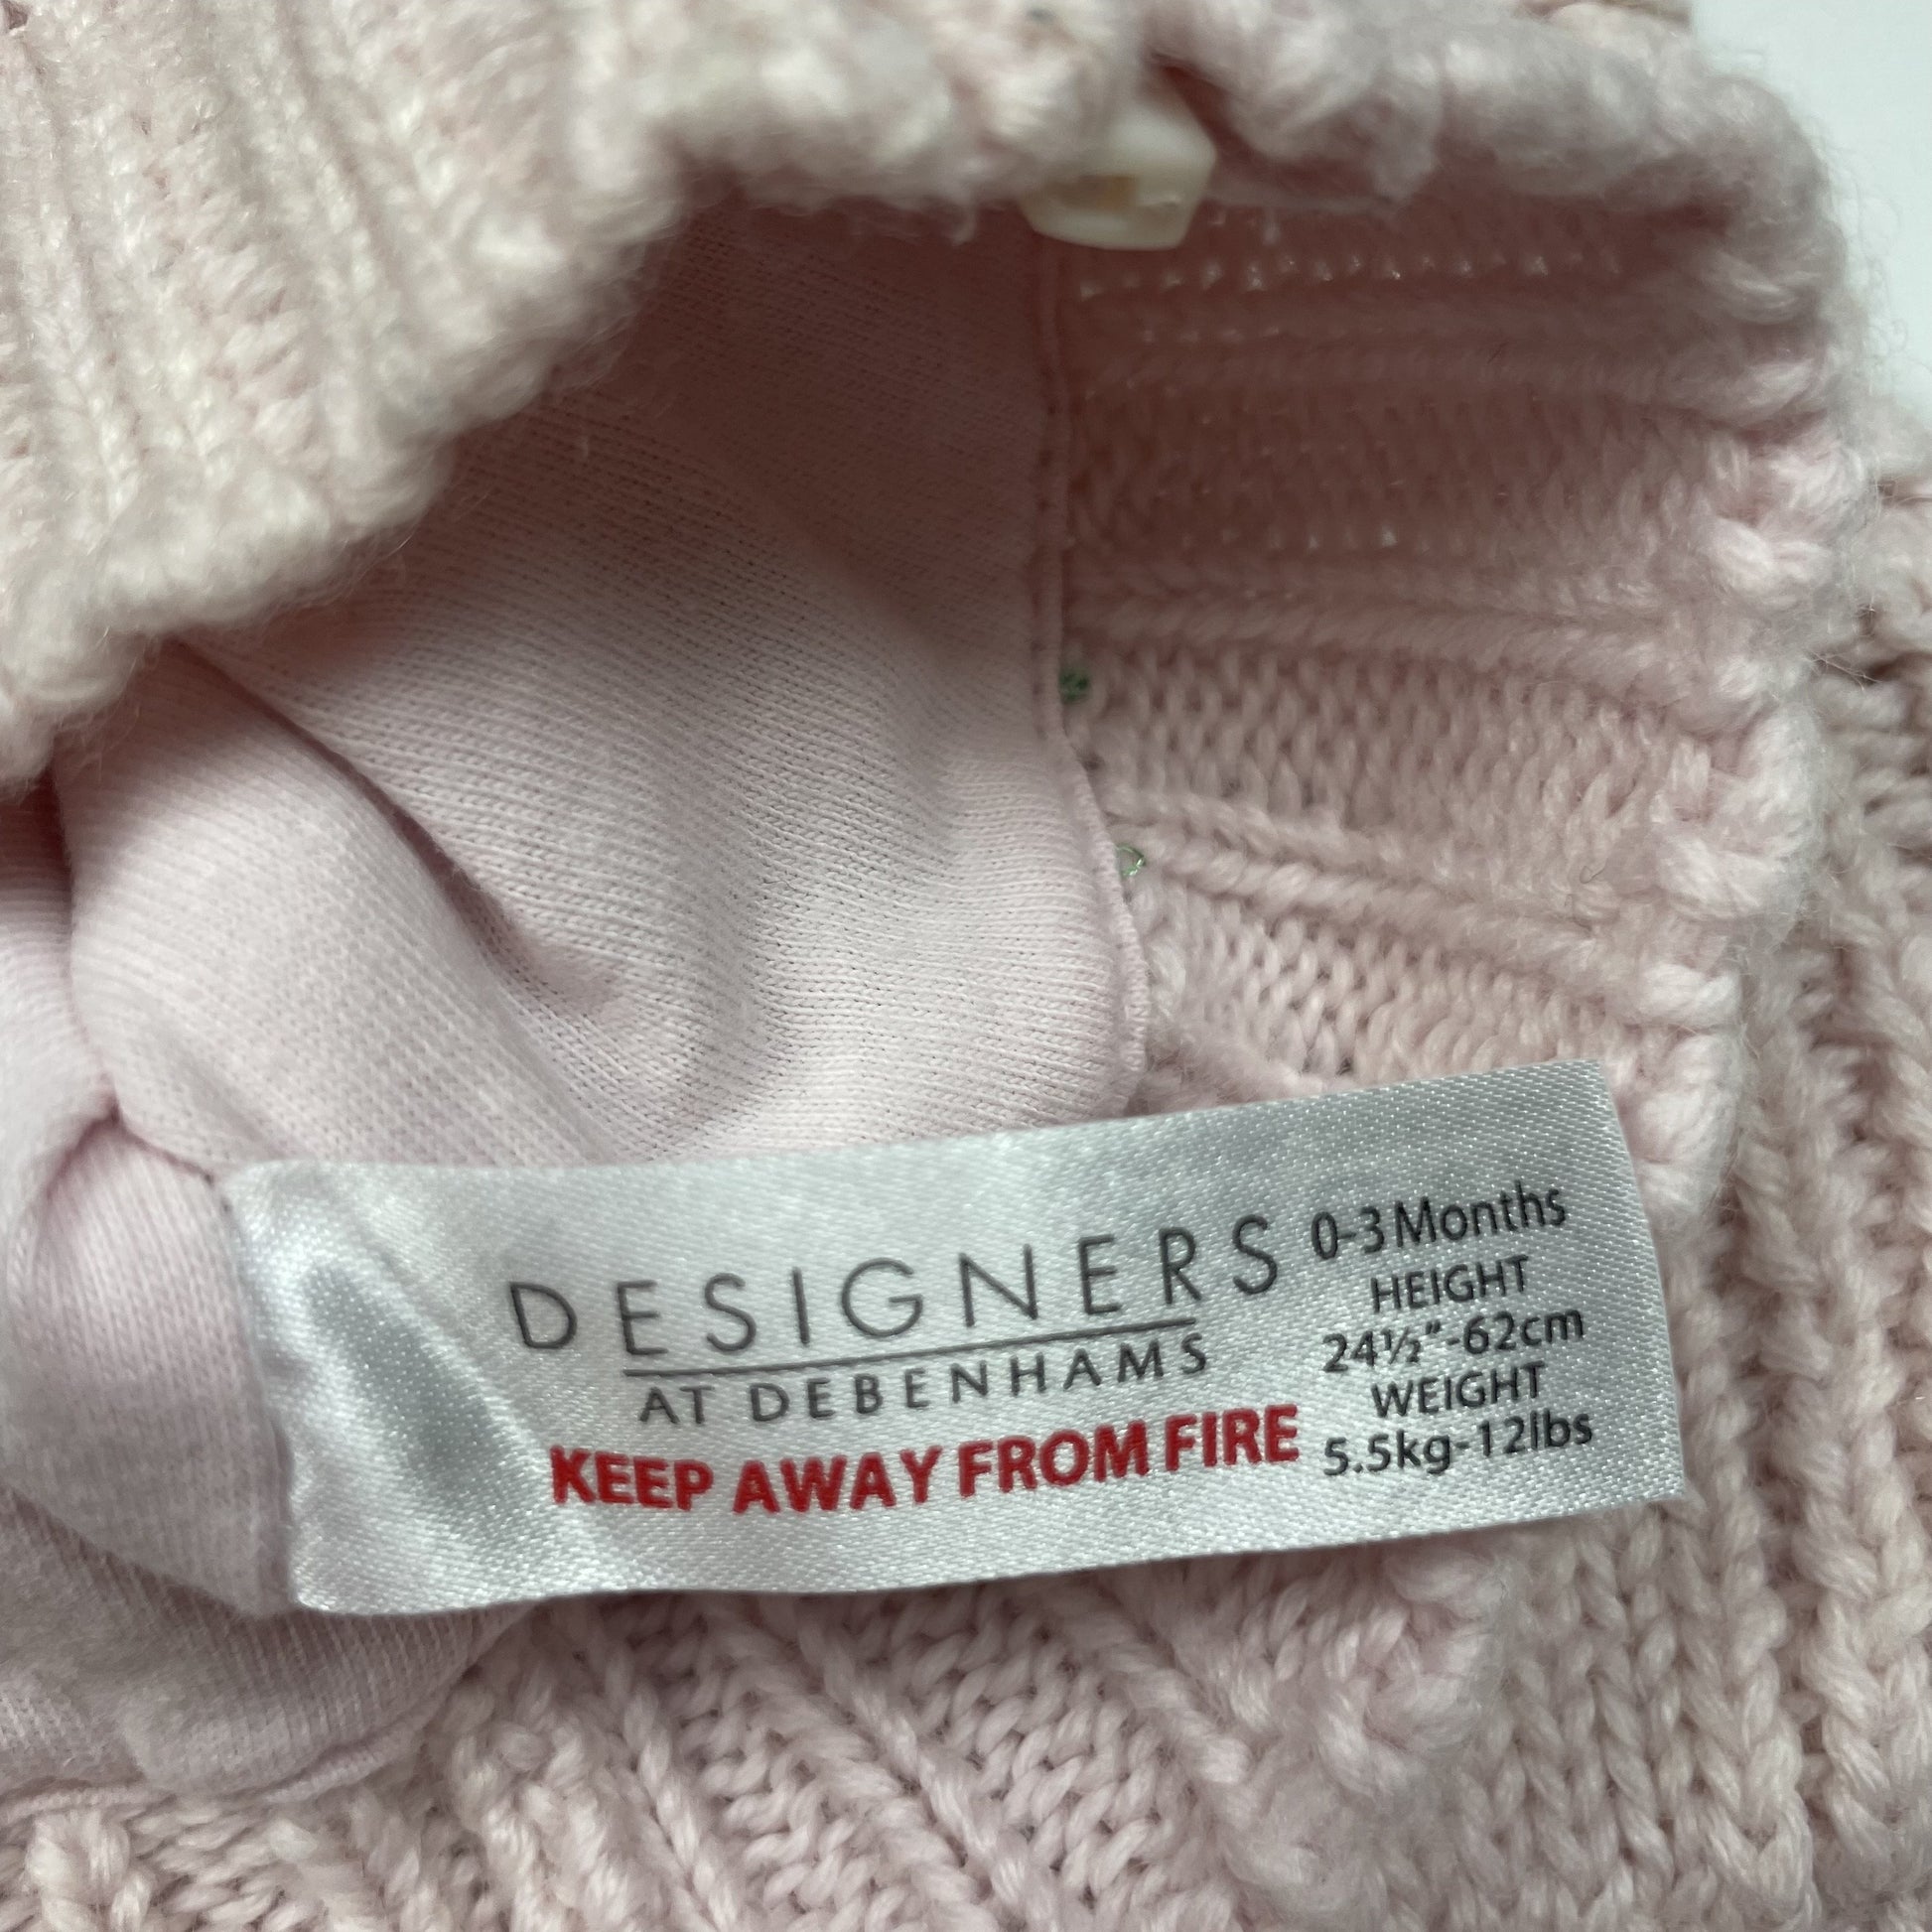 DESIGNERS
AT DEBENHAMS
KEEP AWAY FROM FIRE
0-3 Months
HEIGHT
24½"-62cm
WEIGHT
5.5kg-12lbs